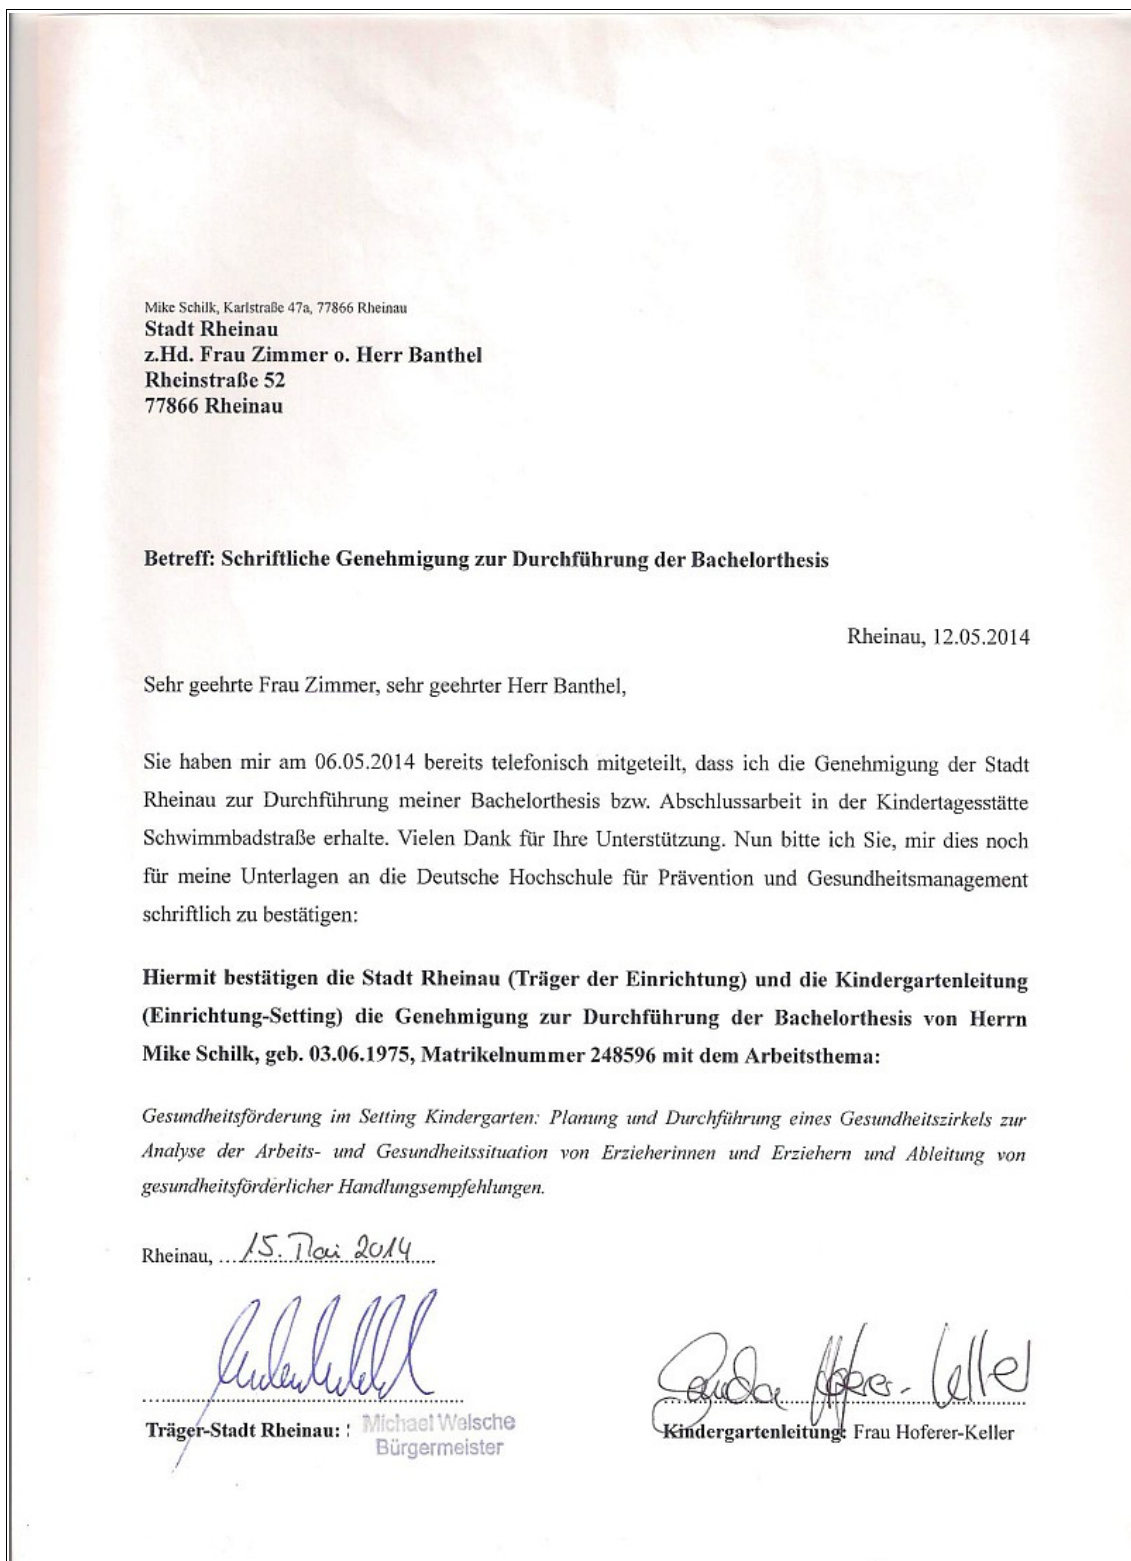 Mike Schilk, Karlstraße 47a, 77866 Rheinau
Stadt Rheinau
z.Hd. Frau Zimmer o. Herr Banthel
Rheinstraße 52
77866 Rheinau
Betreff: Schriftliche Genehmigung zur Durchführung der Bachelorthesis
Rheinau, 12.05.2014
Sehr geehrte Frau Zimmer, sehr geehrter Herr Banthel,
Sie haben mir am 06.05.2014 bereits telefonisch mitgeteilt, dass ich die Genehmigung der Stadt
Rheinau zur Durchführung meiner Bachelorthesis bzw. Abschlussarbeit in der Kindertagesstätte
Schwimmbadstraße erhalte. Vielen Dank für Ihre Unterstützung. Nun bitte ich Sie, mir dies noch
für meine Unterlagen an die Deutsche Hochschule für Prävention und Gesundheitsmanagement
schriftlich zu bestätigen:
Hiermit bestätigen die Stadt Rheinau (Träger der Einrichtung) und die Kindergartenleitung
(Einrichtung-Setting) die Genehmigung zur Durchführung der Bachelorthesis von Herrn
Mike Schilk, geb. 03.06.1975, Matrikelnummer 248596 mit dem Arbeitsthema:
Gesundheitsförderung im Setting Kindergarten: Planung und Durchführung eines Gesundheitszirkels zur
Analyse der Arbeits- und Gesundheitssituation von Erzieherinnen und Erziehern und Ableitung von
gesundheitsförderlicher Handlungsempfehlungen.
Rheinau, 15. Mai 2014
Sandra Hoferer-Keller
Träger-Stadt Rheinau: Michael Welsche
Bürgermeister
Kindergartenleitung: Frau Hoferer-Keller